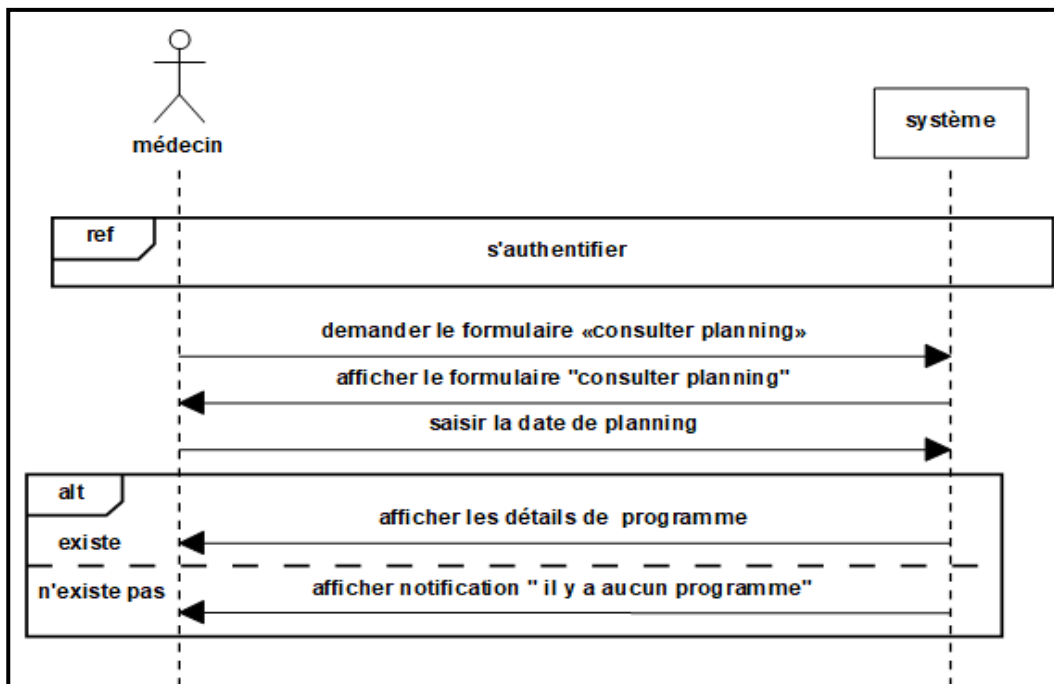 médecin
système
ref
s'authentifier
demander le formulaire «consulter planning»
afficher le formulaire "consulter planning"
saisir la date de planning
alt
afficher les détails de programme
existe
n'existe pas
afficher notification " il y a aucun programme"